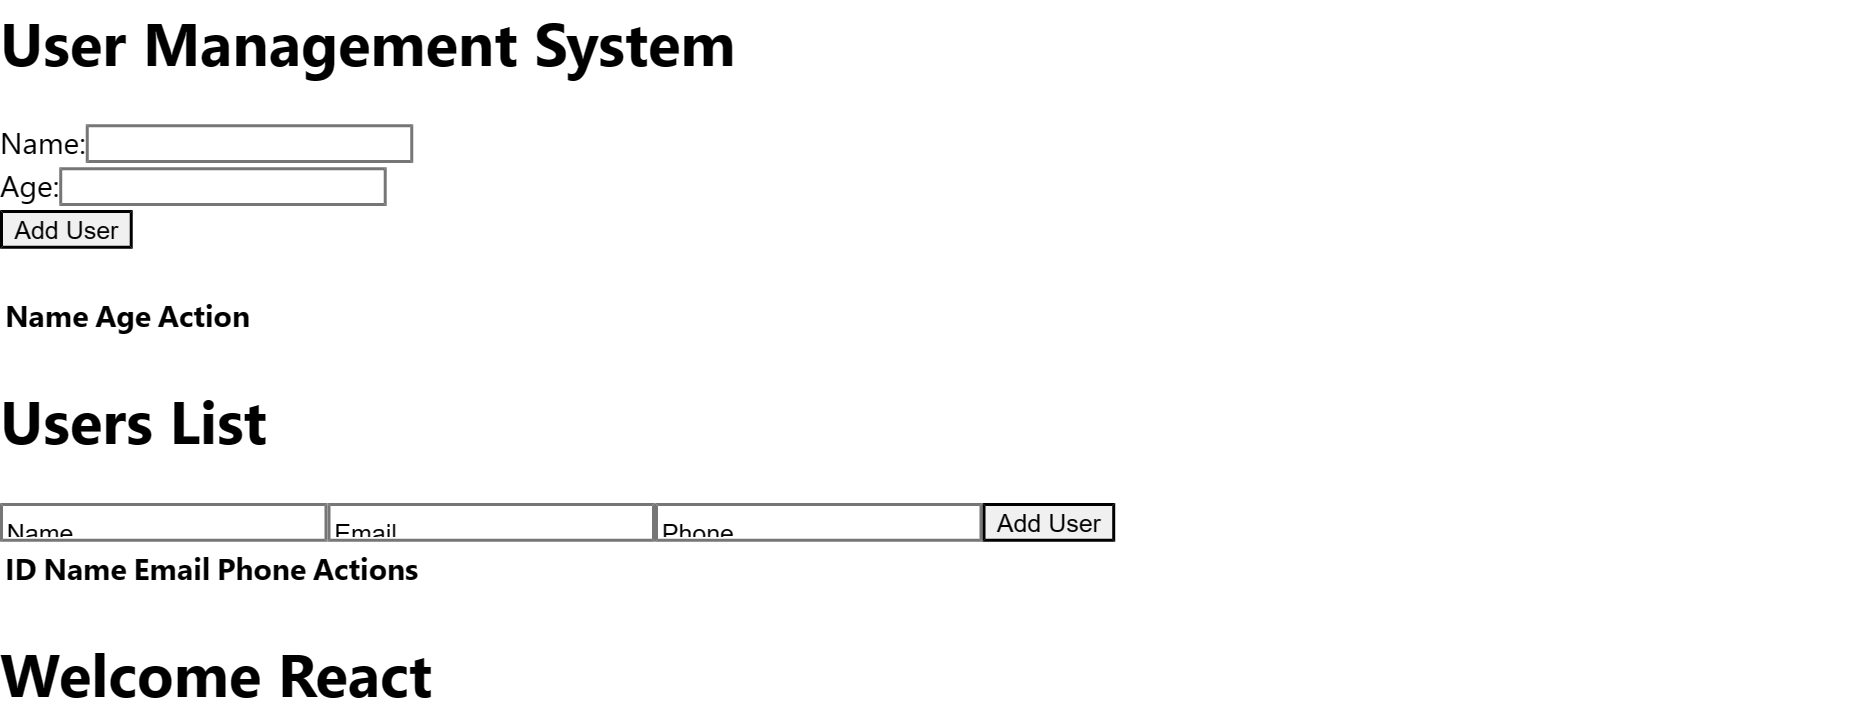 User Management System
Name:
Age:
Add User
Name Age Action
Users List
Name Email Phone Add User
ID Name Email Phone Actions
Welcome React